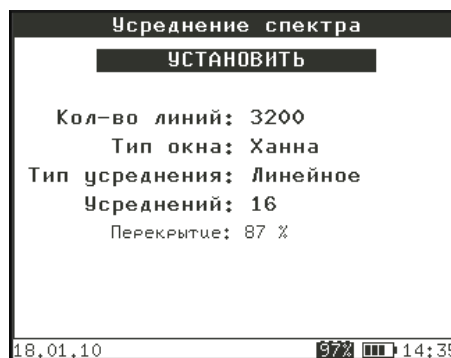 Усреднение спектра
УСТАНОВИТЬ
Кол-во линий: 3200
Тип окна: Ханна
Тип усреднения: Линейное
Усреднений: 16
Перекрытие: 87 %
18.01.10 97% 14:35